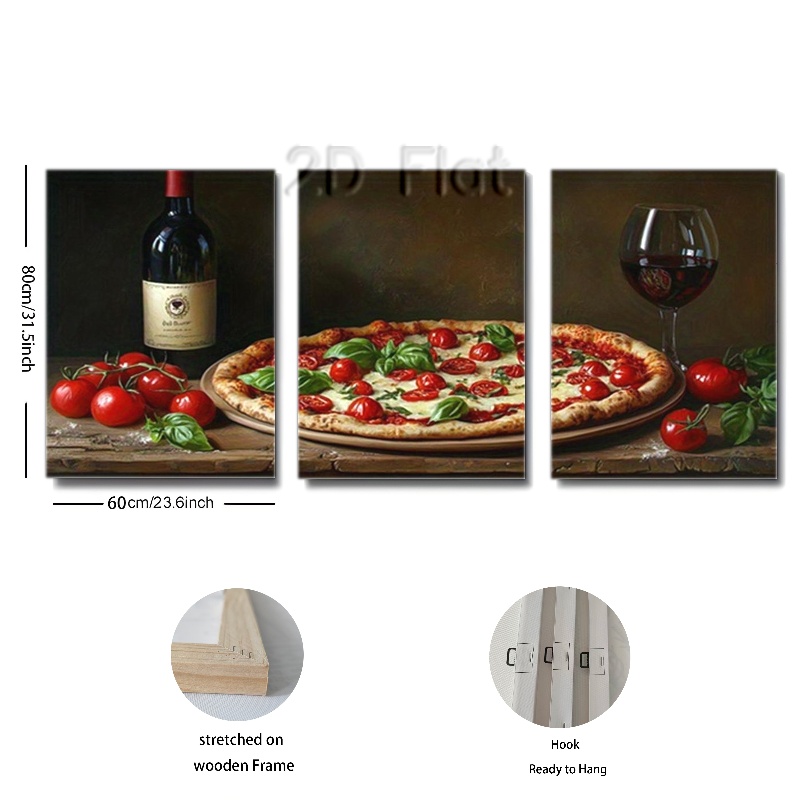 2D Flat
80cm/31.5inch
60cm/23.6inch
stretched on
wooden Frame
Hook
Ready to Hang